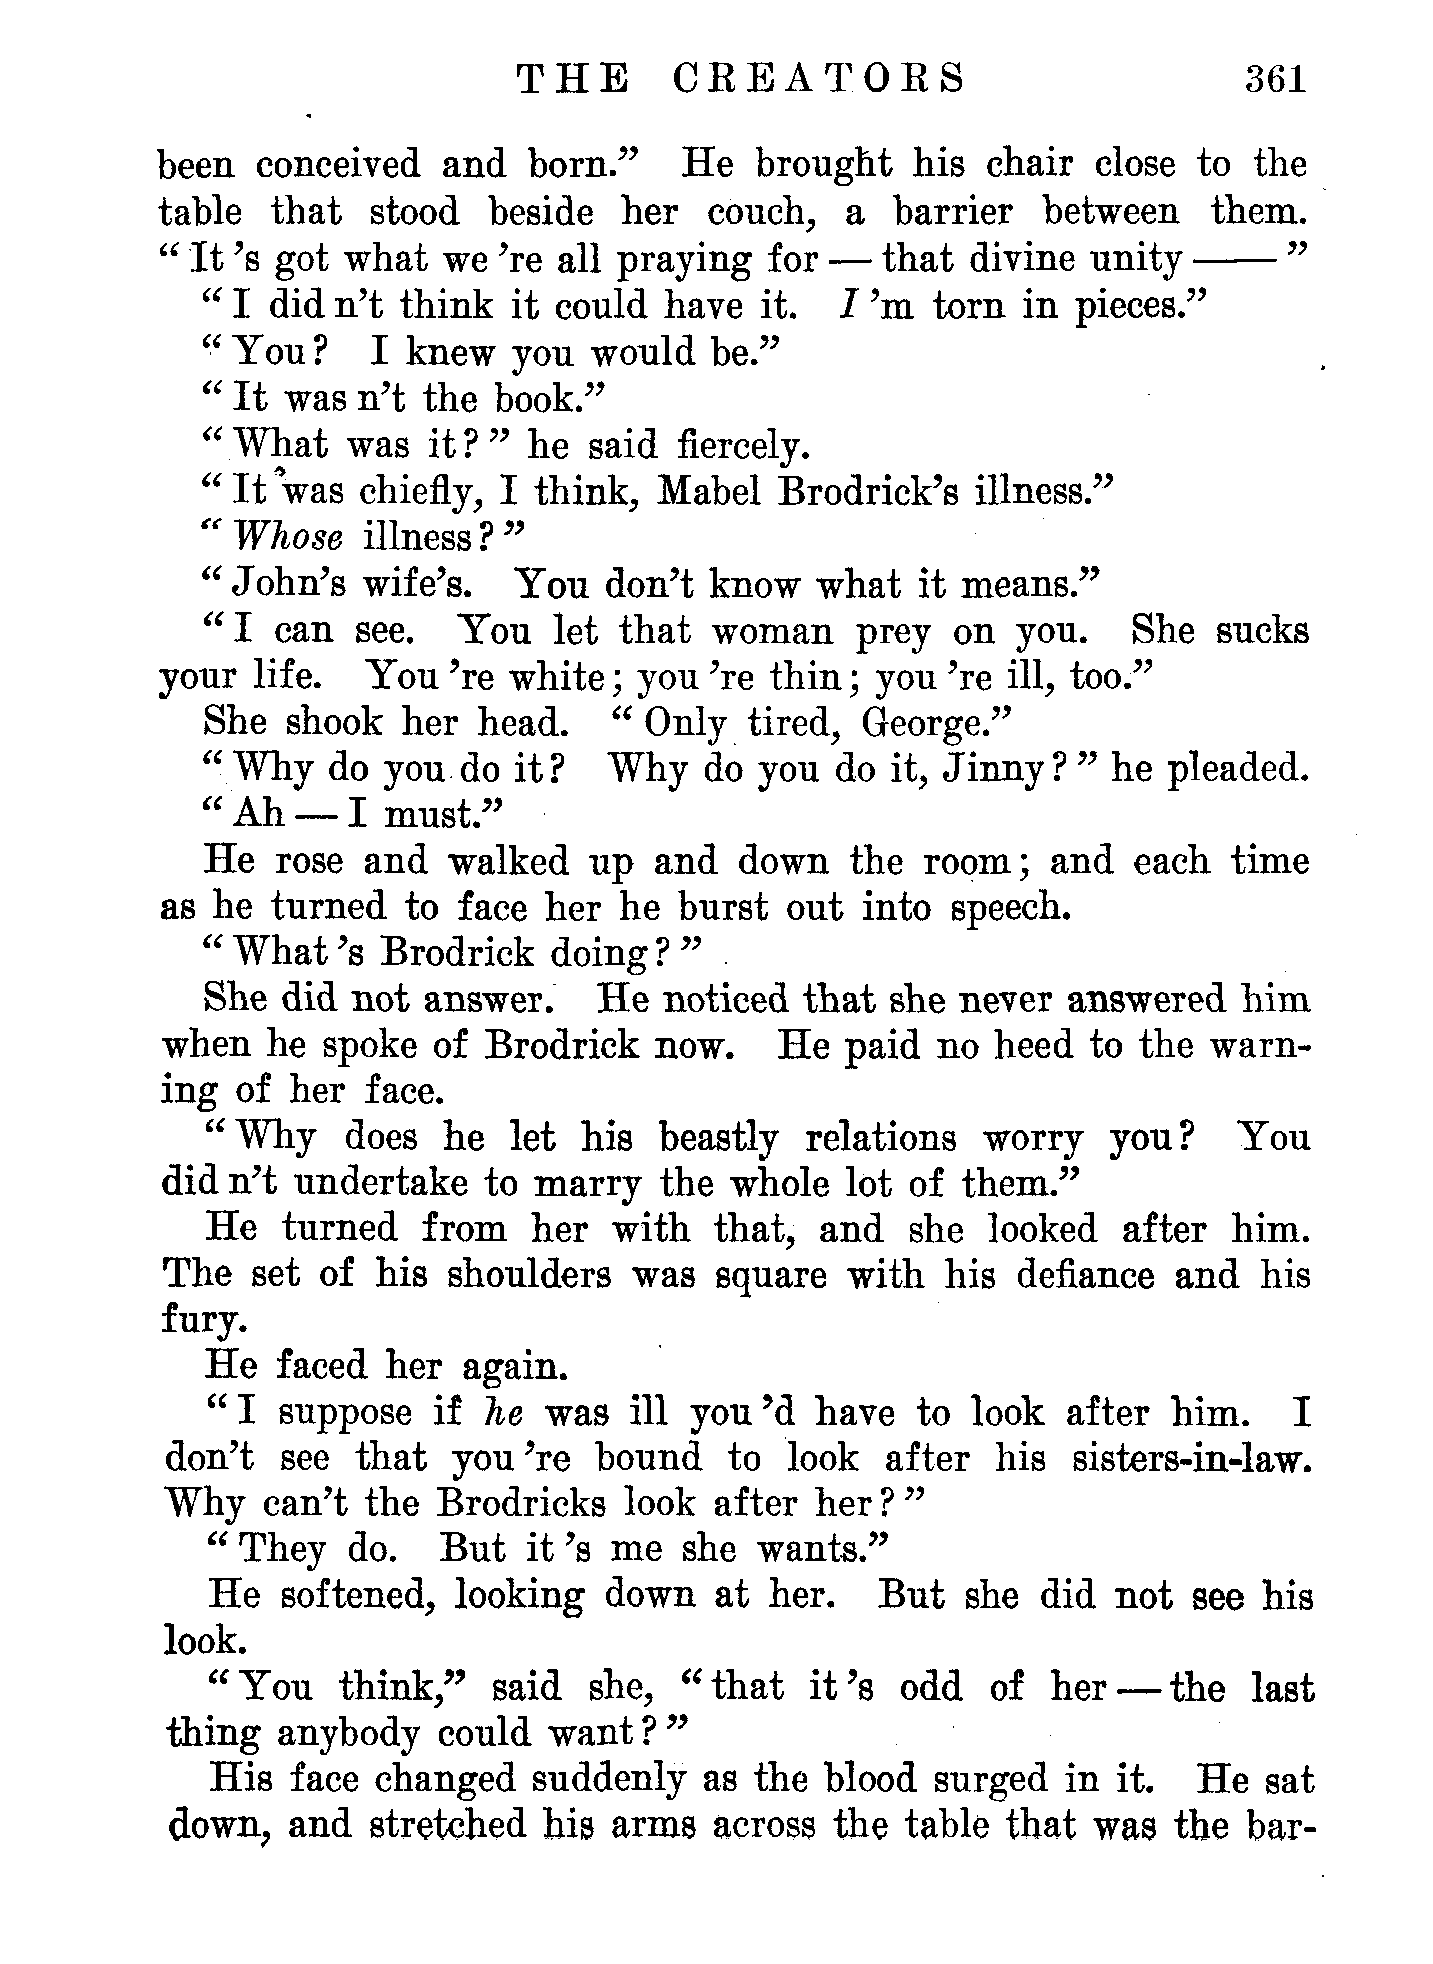 THE CREATORS 361
been conceived and born.” He brought his chair close to the
table that stood beside her couch, a barrier between them.
“It 's got what we 're all praying for — that divine unity ——”
“I did n't think it could have it. I 'm torn in pieces.”
“You? I knew you would be.”
“It was n't the book.”
“What was it?” he said fiercely.
“It was chiefly, I think, Mabel Brodrick's illness.”
“Whose illness?”
“John's wife's. You don't know what it means.”
“I can see. You let that woman prey on you. She sucks
your life. You 're white; you 're thin; you 're ill, too.”
She shook her head. “Only tired, George.”
“Why do you do it? Why do you do it, Jinny?” he pleaded.
“Ah — I must.”
He rose and walked up and down the room; and each time
as he turned to face her he burst out into speech.
“What 's Brodrick doing?”
She did not answer. He noticed that she never answered him
when he spoke of Brodrick now. He paid no heed to the warn-
ing of her face.
“Why does he let his beastly relations worry you? You
did n't undertake to marry the whole lot of them.”
He turned from her with that, and she looked after him.
The set of his shoulders was square with his defiance and his
fury.
He faced her again.
“I suppose if he was ill you 'd have to look after him. I
don't see that you 're bound to look after his sisters-in-law.
Why can't the Brodricks look after her?”
“They do. But it 's me she wants.”
He softened, looking down at her. But she did not see his
look.
“You think,” said she, “that it 's odd of her — the last
thing anybody could want?”
His face changed suddenly as the blood surged in it. He sat
down, and stretched his arms across the table that was the bar-